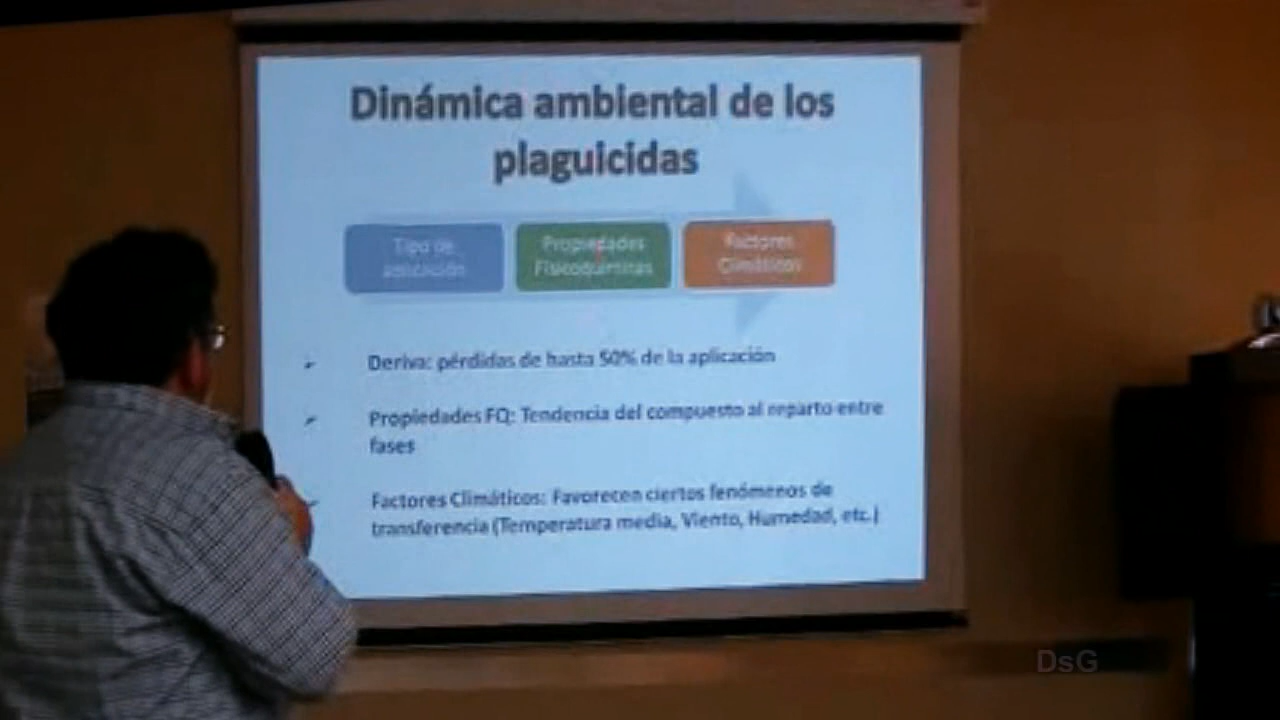 Dinámica ambiental de los
plaguicidas
Tipo de
aplicación
Propiedades
Fisicoquímicas
Factores
Climáticos
Deriva: pérdidas de hasta 50% de la aplicación
Propiedades FQ: Tendencia del compuesto al reparto entre
fases
Factores Climáticos: Favorecen ciertos fenómenos de
transferencia (Temperatura media, Viento, Humedad, etc.)
DsG